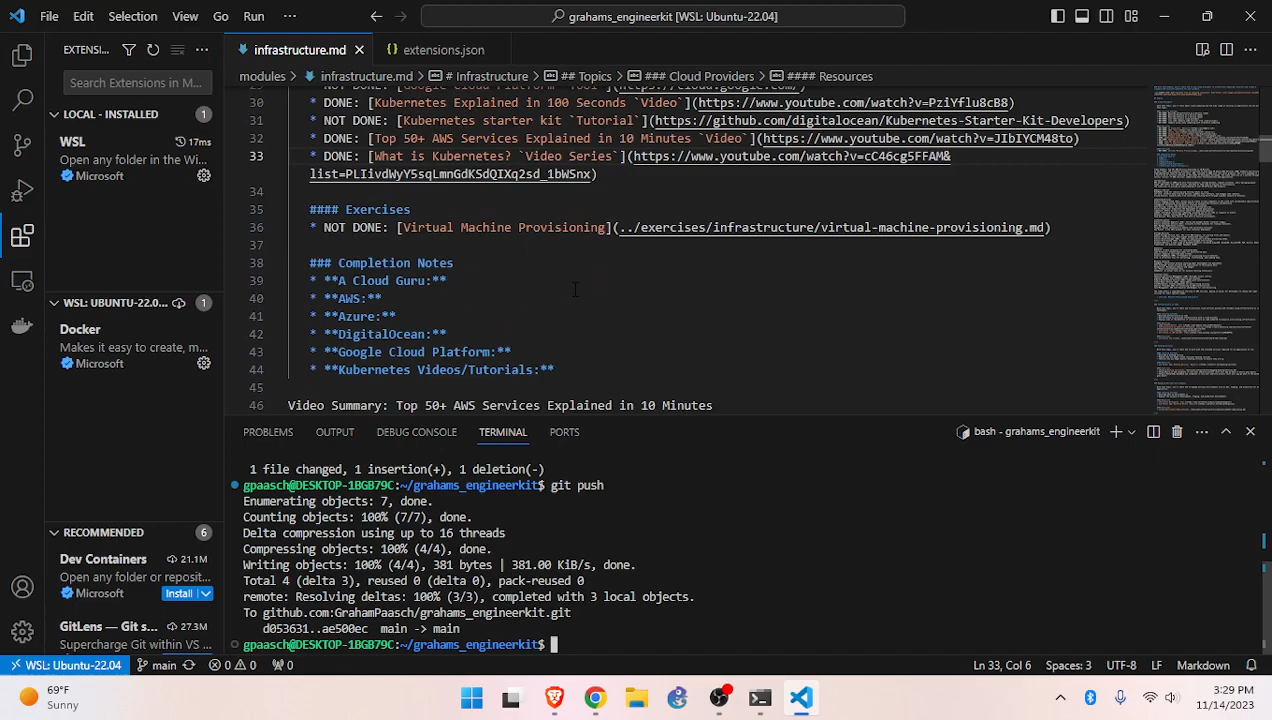 File Edit Selection View Go Run ··· grahams_engineerkit [WSL: Ubuntu-22.04]
EXTENSI... infrastructure.md extensions.json
modules > infrastructure.md > # Infrastructure > ## Topics > ### Cloud Providers > #### Resources
Search Extensions in M...
LOCAL - INSTALLED 1
WSL 17ms
Open any folder in the Wi...
Microsoft
WSL: UBUNTU-22.0... 1
Docker
Makes it easy to create, m...
Microsoft
RECOMMENDED 6
Dev Containers 21.1M
Open any folder or reposit...
Microsoft Install
GitLens — Git s... 27.3M
Supercharge Git within VS ...
29 * NOT DONE: [Google Cloud Platform `Tool`](https://cloud.google.com/)
30 * DONE: [Kubernetes Explained in 100 Seconds `Video`](https://www.youtube.com/watch?v=PziYflu8cB8)
31 * NOT DONE: [Kubernetes starter kit `Tutorial`](https://github.com/digitalocean/Kubernetes-Starter-Kit-Developers)
32 * DONE: [Top 50+ AWS Services Explained in 10 Minutes `Video`](https://www.youtube.com/watch?v=JIbIYCM48to)
33 * DONE: [What is Kubernetes? `Video Series`](https://www.youtube.com/watch?v=cC46cg5FFAM&
list=PLIivdWyY5sqLmnGdKSdQIXq2sd_1bWSnx)
34
35 #### Exercises
36 * NOT DONE: [Virtual Machine Provisioning](../exercises/infrastructure/virtual-machine-provisioning.md)
37
38 ### Completion Notes
39 * **A Cloud Guru:**
40 * **AWS:**
41 * **Azure:**
42 * **DigitalOcean:**
43 * **Google Cloud Platform:**
44 * **Kubernetes Videos/Tutorials:**
45
46 Video Summary: Top 50+ AWS Services Explained in 10 Minutes
PROBLEMS OUTPUT DEBUG CONSOLE TERMINAL PORTS bash - grahams_engineerkit
1 file changed, 1 insertion(+), 1 deletion(-)
gpaasch@DESKTOP-1BGB79C:~/grahams_engineerkit$ git push
Enumerating objects: 7, done.
Counting objects: 100% (7/7), done.
Delta compression using up to 16 threads
Compressing objects: 100% (4/4), done.
Writing objects: 100% (4/4), 381 bytes | 381.00 KiB/s, done.
Total 4 (delta 3), reused 0 (delta 0), pack-reused 0
remote: Resolving deltas: 100% (3/3), completed with 3 local objects.
To github.com:GrahamPaasch/grahams_engineerkit.git
d053631..ae500ec main -> main
gpaasch@DESKTOP-1BGB79C:~/grahams_engineerkit$
WSL: Ubuntu-22.04 main 0 0 0 Ln 33, Col 6 Spaces: 3 UTF-8 LF Markdown
69°F
Sunny
3:29 PM
11/14/2023